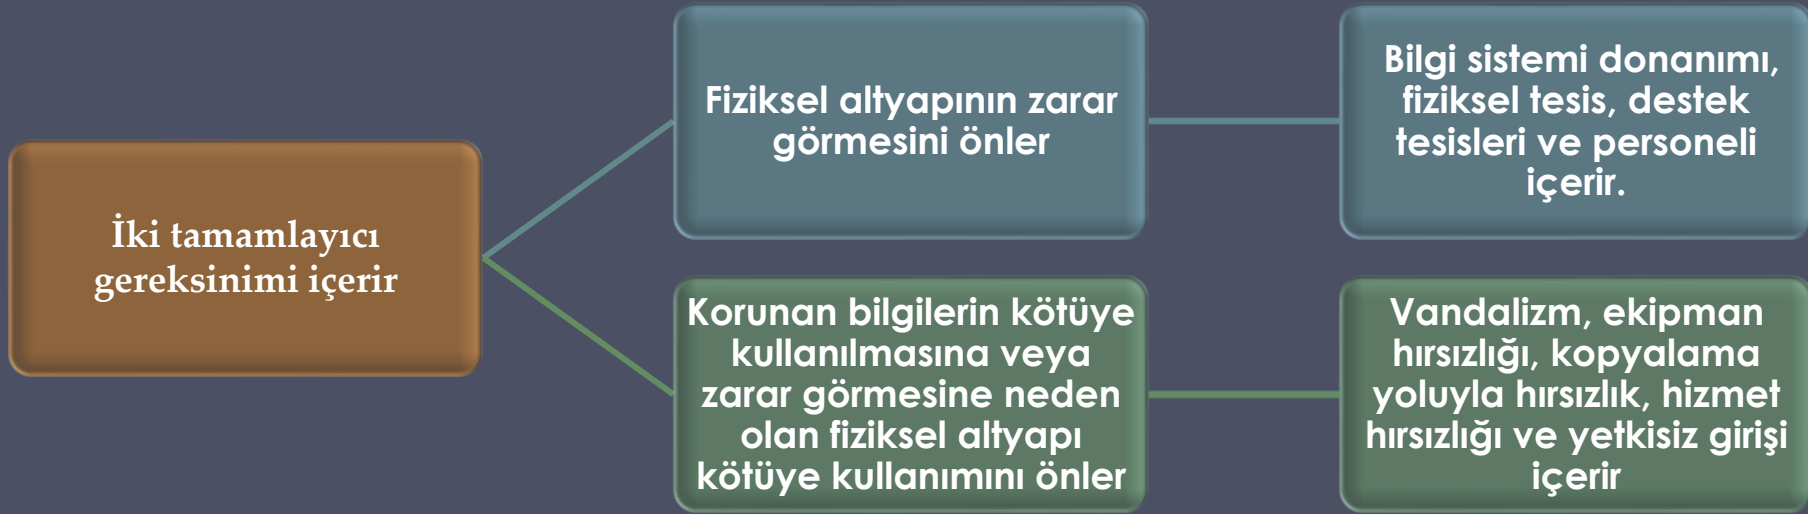 İki tamamlayıcı
gereksinimi içerir
Fiziksel altyapının zarar
görmesini önler
Bilgi sistemi donanımı,
fiziksel tesis, destek
tesisleri ve personeli
içerir.
Korunan bilgilerin kötüye
kullanılmasına veya
zarar görmesine neden
olan fiziksel altyapı
kötüye kullanımını önler
Vandalizm, ekipman
hırsızlığı, kopyalama
yoluyla hırsızlık, hizmet
hırsızlığı ve yetkisiz girişi
içerir